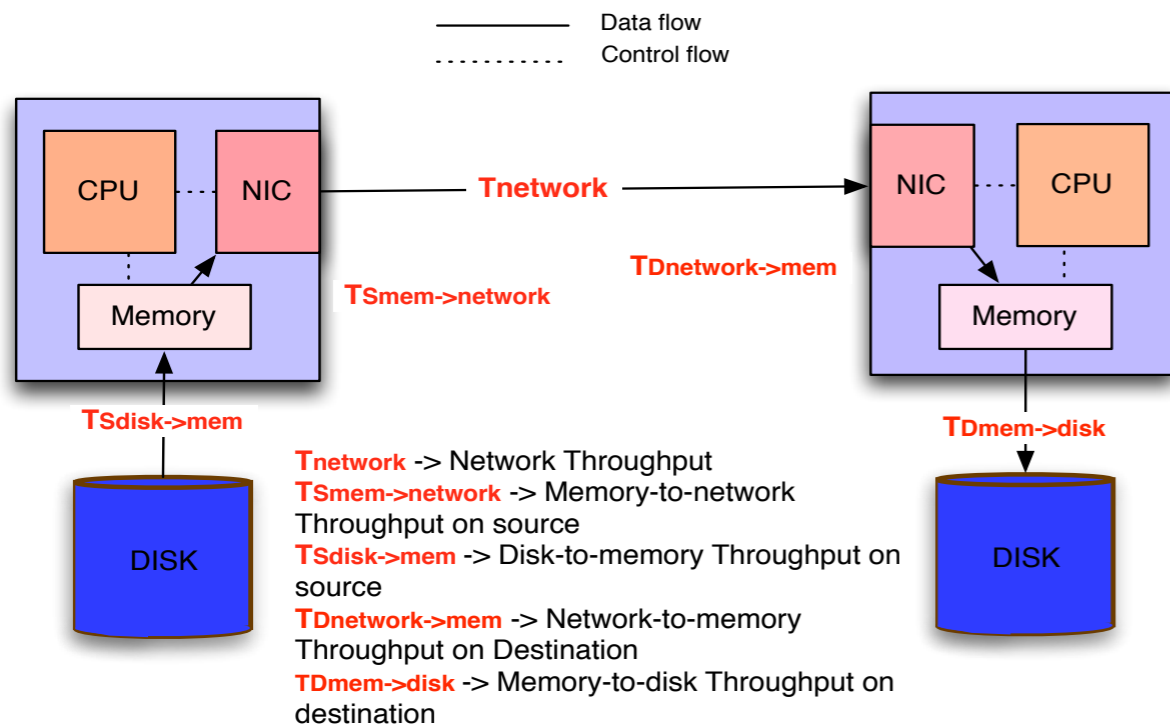 Data flow
Control flow
CPU
NIC
Tnetwork
NIC
CPU
TDnetwork->mem
TSmem->network
Memory
Memory
TSdisk->mem
TDmem->disk
Tnetwork -> Network Throughput
TSmem->network -> Memory-to-network
Throughput on source
TSdisk->mem -> Disk-to-memory Throughput on
source
TDnetwork->mem -> Network-to-memory
Throughput on Destination
TDmem->disk -> Memory-to-disk Throughput on
destination
DISK
DISK